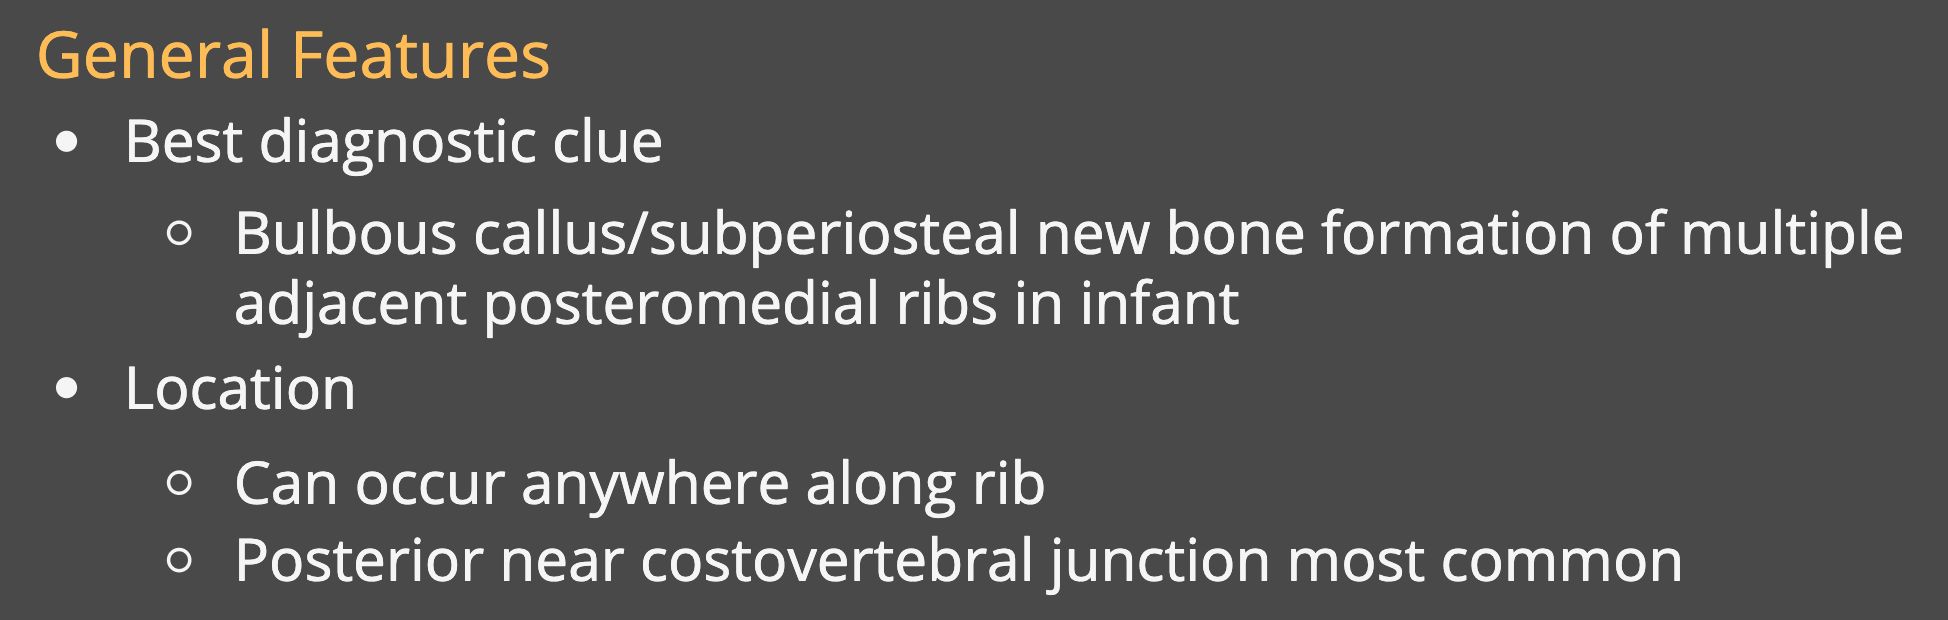 General Features
• Best diagnostic clue
○ Bulbous callus/subperiosteal new bone formation of multiple
adjacent posteromedial ribs in infant
• Location
○ Can occur anywhere along rib
○ Posterior near costovertebral junction most common